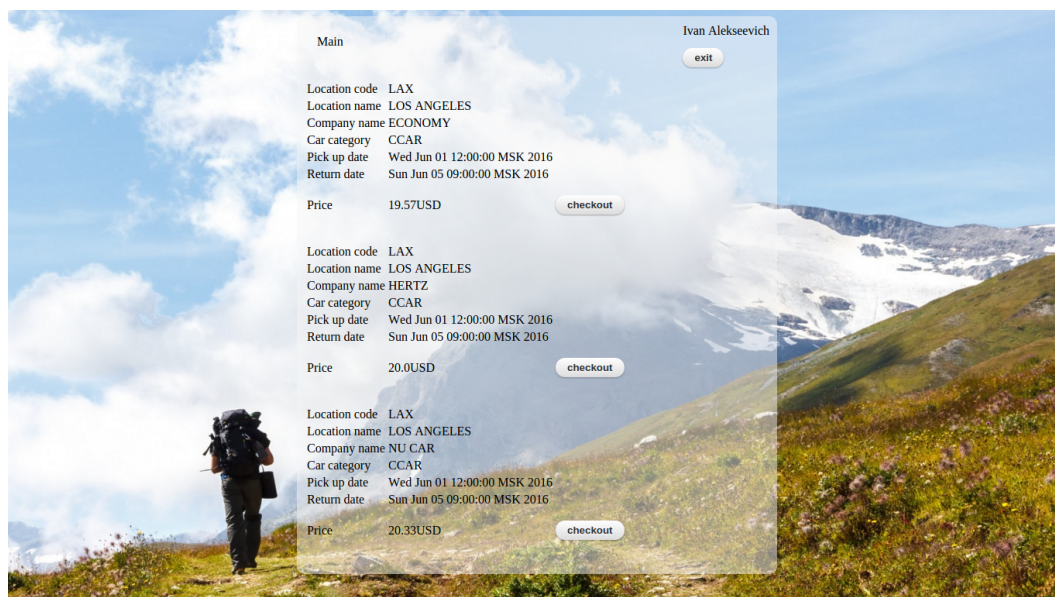 Main
Ivan Alekseevich
exit
Location code LAX
Location name LOS ANGELES
Company name ECONOMY
Car category CCAR
Pick up date Wed Jun 01 12:00:00 MSK 2016
Return date Sun Jun 05 09:00:00 MSK 2016
Price 19.57USD checkout
Location code LAX
Location name LOS ANGELES
Company name HERTZ
Car category CCAR
Pick up date Wed Jun 01 12:00:00 MSK 2016
Return date Sun Jun 05 09:00:00 MSK 2016
Price 20.0USD checkout
Location code LAX
Location name LOS ANGELES
Company name NU CAR
Car category CCAR
Pick up date Wed Jun 01 12:00:00 MSK 2016
Return date Sun Jun 05 09:00:00 MSK 2016
Price 20.33USD checkout